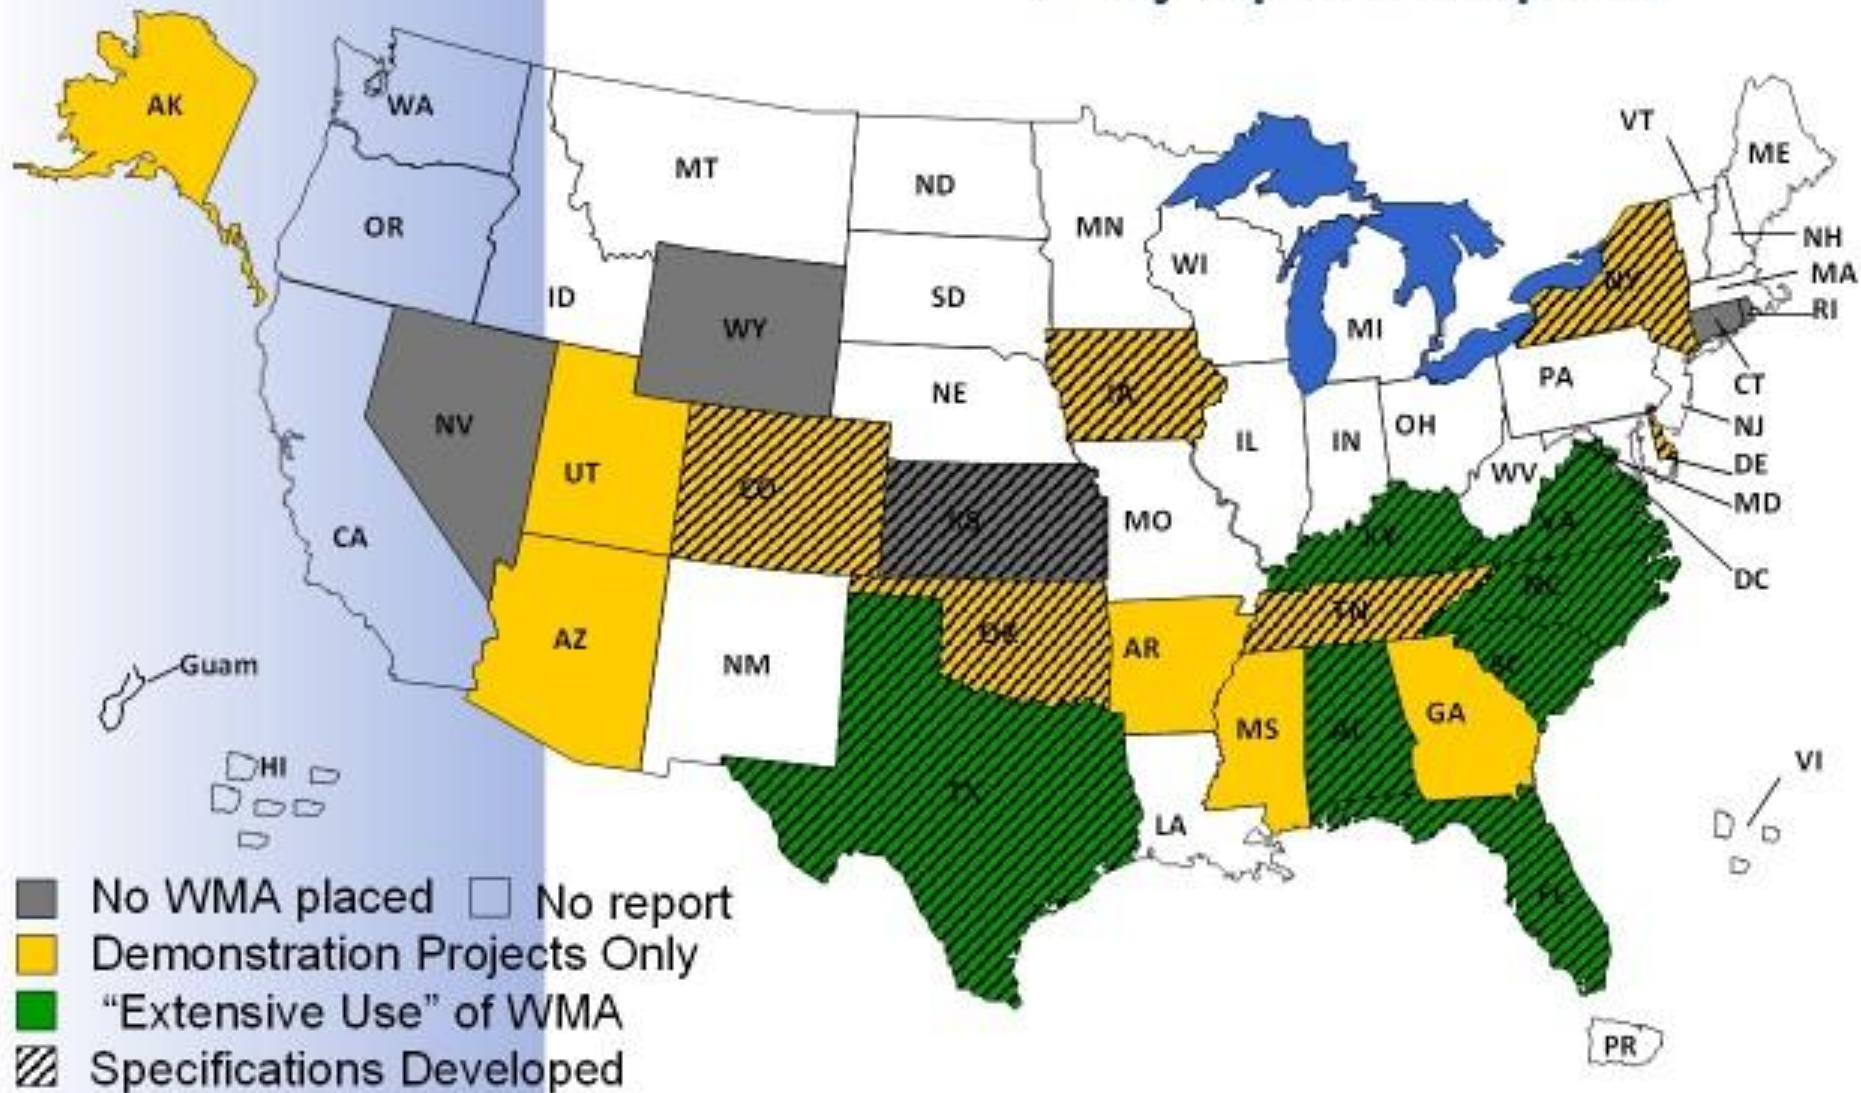 AK
WA
MT
ND
MN
VT
ME
OR
ID
WY
SD
WI
MI
NY
NH
MA
RI
NV
UT
CO
NE
KS
IA
IL
IN
OH
PA
CT
NJ
DE
MD
DC
WV
VA
KY
MO
CA
AZ
NM
OK
AR
TN
NC
SC
MS
AL
GA
TX
LA
FL
Guam
HI
VI
PR
No WMA placed
No report
Demonstration Projects Only
“Extensive Use” of WMA
Specifications Developed